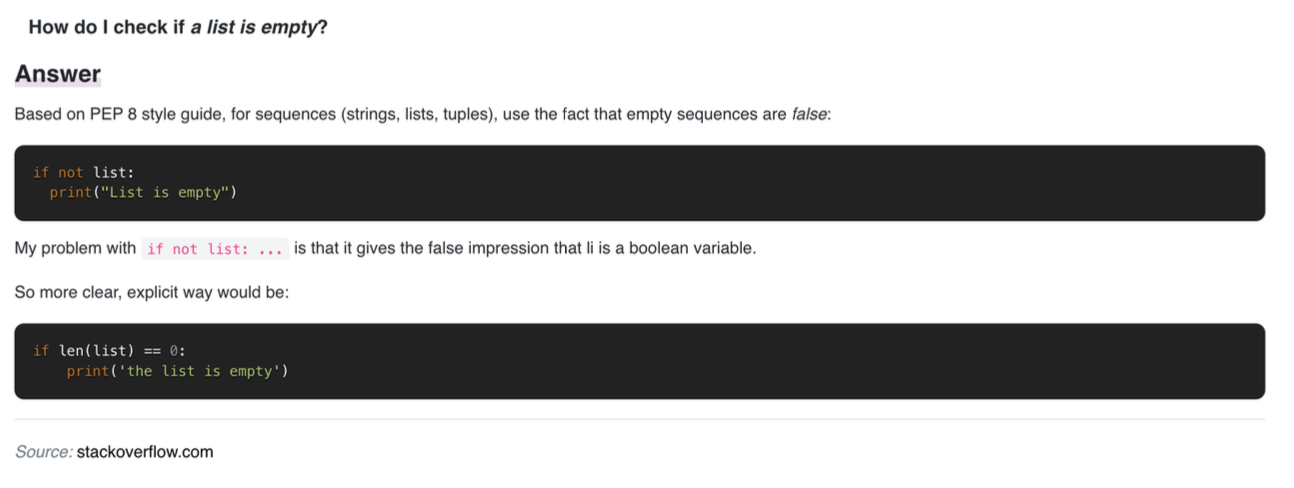 How do I check if a list is empty?
Answer
Based on PEP 8 style guide, for sequences (strings, lists, tuples), use the fact that empty sequences are false:
if not list:
  print("List is empty")
My problem with if not list: ... is that it gives the false impression that li is a boolean variable.
So more clear, explicit way would be:
if len(list) == 0:
    print('the list is empty')
Source: stackoverflow.com